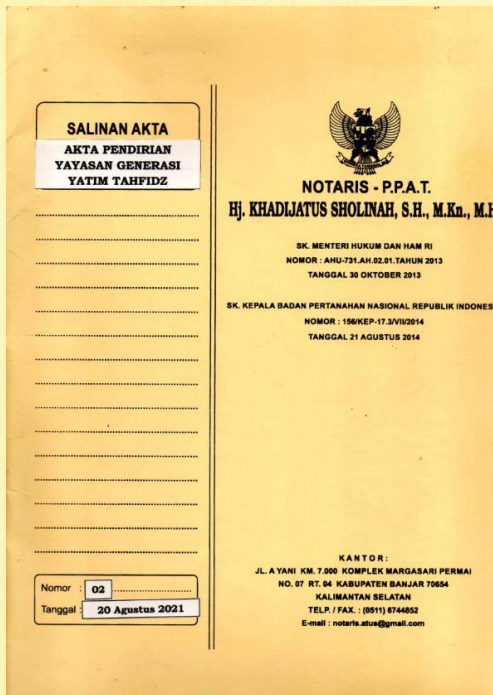 SALINAN AKTA
AKTA PENDIRIAN
YAYASAN GENERASI
YATIM TAHFIDZ
Nomor : 02
Tanggal : 20 Agustus 2021
NOTARIS - P.P.A.T.
Hj. KHADIJATUS SHOLINAH, S.H., M.Kn., M.H
SK. MENTERI HUKUM DAN HAM RI
NOMOR : AHU-731.AH.02.01.TAHUN 2013
TANGGAL 30 OKTOBER 2013
SK. KEPALA BADAN PERTANAHAN NASIONAL REPUBLIK INDONES
NOMOR : 156/KEP-17.3/VII/2014
TANGGAL 21 AGUSTUS 2014
KANTOR :
JL. A YANI KM. 7.000 KOMPLEK MARGASARI PERMAI
NO. 07 RT. 04 KABUPATEN BANJAR 70654
KALIMANTAN SELATAN
TELP. / FAX. : (0511) 6744852
E-mail : notaris.atus@gmail.com